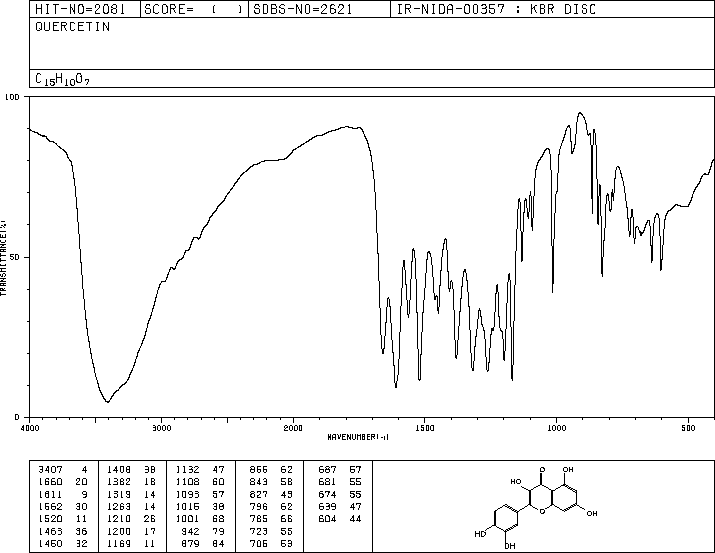 HIT-NO=2081 SCORE= ( ) SDBS-NO=2621 IR-NIDA-00357 : KBR DISC
QUERCETIN
C15H10O7
100
50
0
TRANSMITTANCE(%)
4000 3000 2000 1500 1000 500
WAVENUMBER(-1)
3407 4 1408 38 1132 47 866 62 687 57
1660 20 1382 18 1108 60 843 58 681 55
1611 9 1319 14 1093 57 827 43 674 55
1562 30 1263 14 1015 38 796 62 639 47
1520 11 1210 26 1001 68 785 66 604 44
1463 36 1200 17 942 79 723 55
1450 32 1169 11 879 84 706 53
O OH
HO
O OH
HO
OH